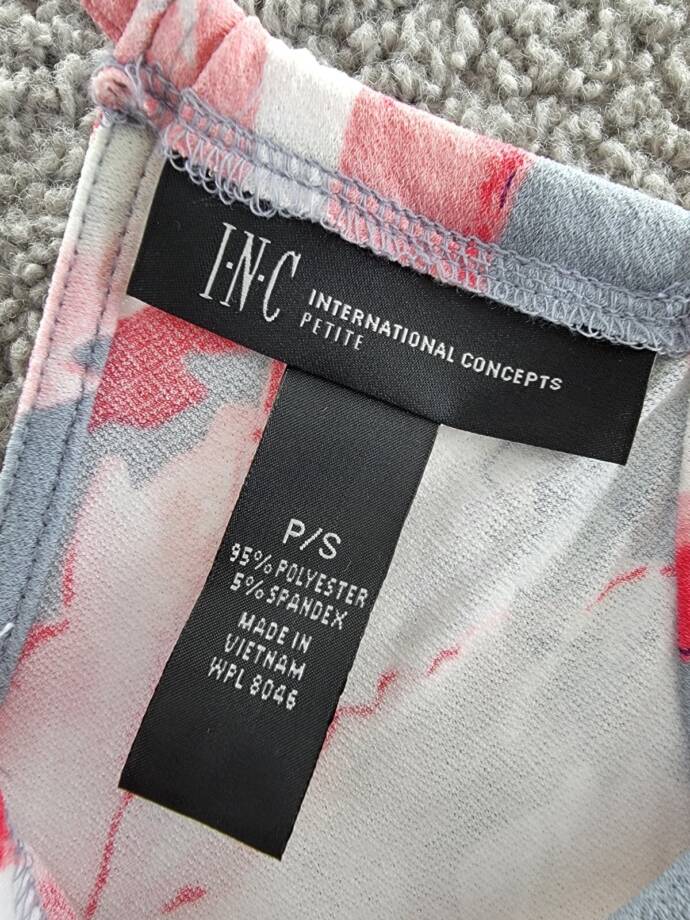 I·N·C INTERNATIONAL CONCEPTS
PETITE
P/S
95% POLYESTER
5% SPANDEX
MADE IN
VIETNAM
WPL 8046